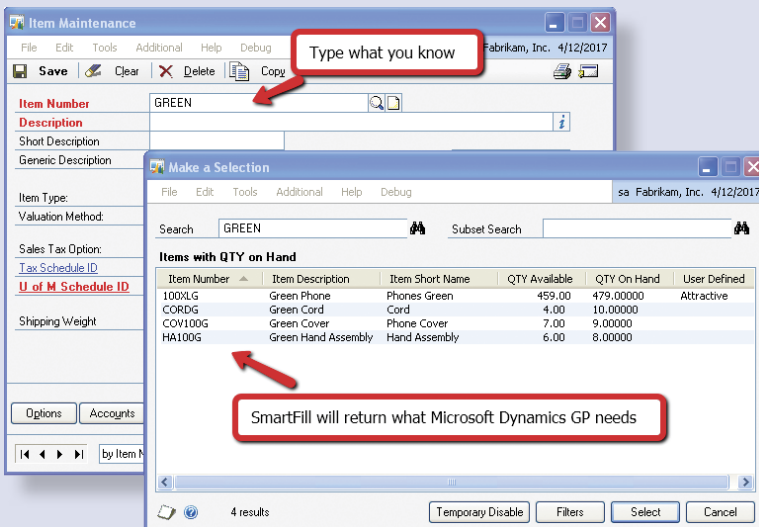 Item Maintenance
File Edit Tools Additional Help Debug Fabrikam, Inc. 4/12/2017
Type what you know
Save Clear Delete Copy
Item Number GREEN
Description
Short Description
Generic Description
Item Type:
Valuation Method:
Sales Tax Option:
Tax Schedule ID
U of M Schedule ID
Shipping Weight
Options Accounts
by Item N
Make a Selection
File Edit Tools Additional Help Debug sa Fabrikam, Inc. 4/12/2017
Search GREEN Subset Search
Items with QTY on Hand
Item Number Item Description Item Short Name QTY Available QTY On Hand User Defined
100XLG Green Phone Phones Green 459.00 479.00000 Attractive
CORDG Green Cord Cord 4.00 10.00000
COV100G Green Cover Phone Cover 7.00 9.00000
HA100G Green Hand Assembly Hand Assembly 6.00 8.00000
SmartFill will return what Microsoft Dynamics GP needs
4 results Temporary Disable Filters Select Cancel